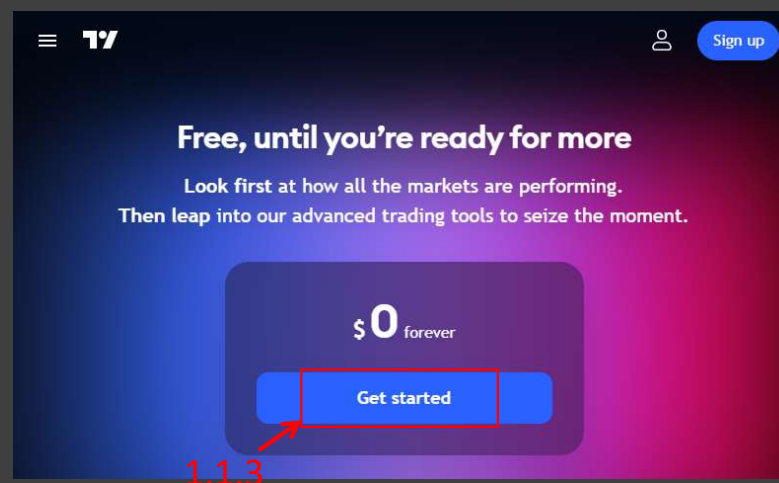 Sign up
Free, until you're ready for more
Look first at how all the markets are performing.
Then leap into our advanced trading tools to seize the moment.
$0 forever
Get started
1.1.3